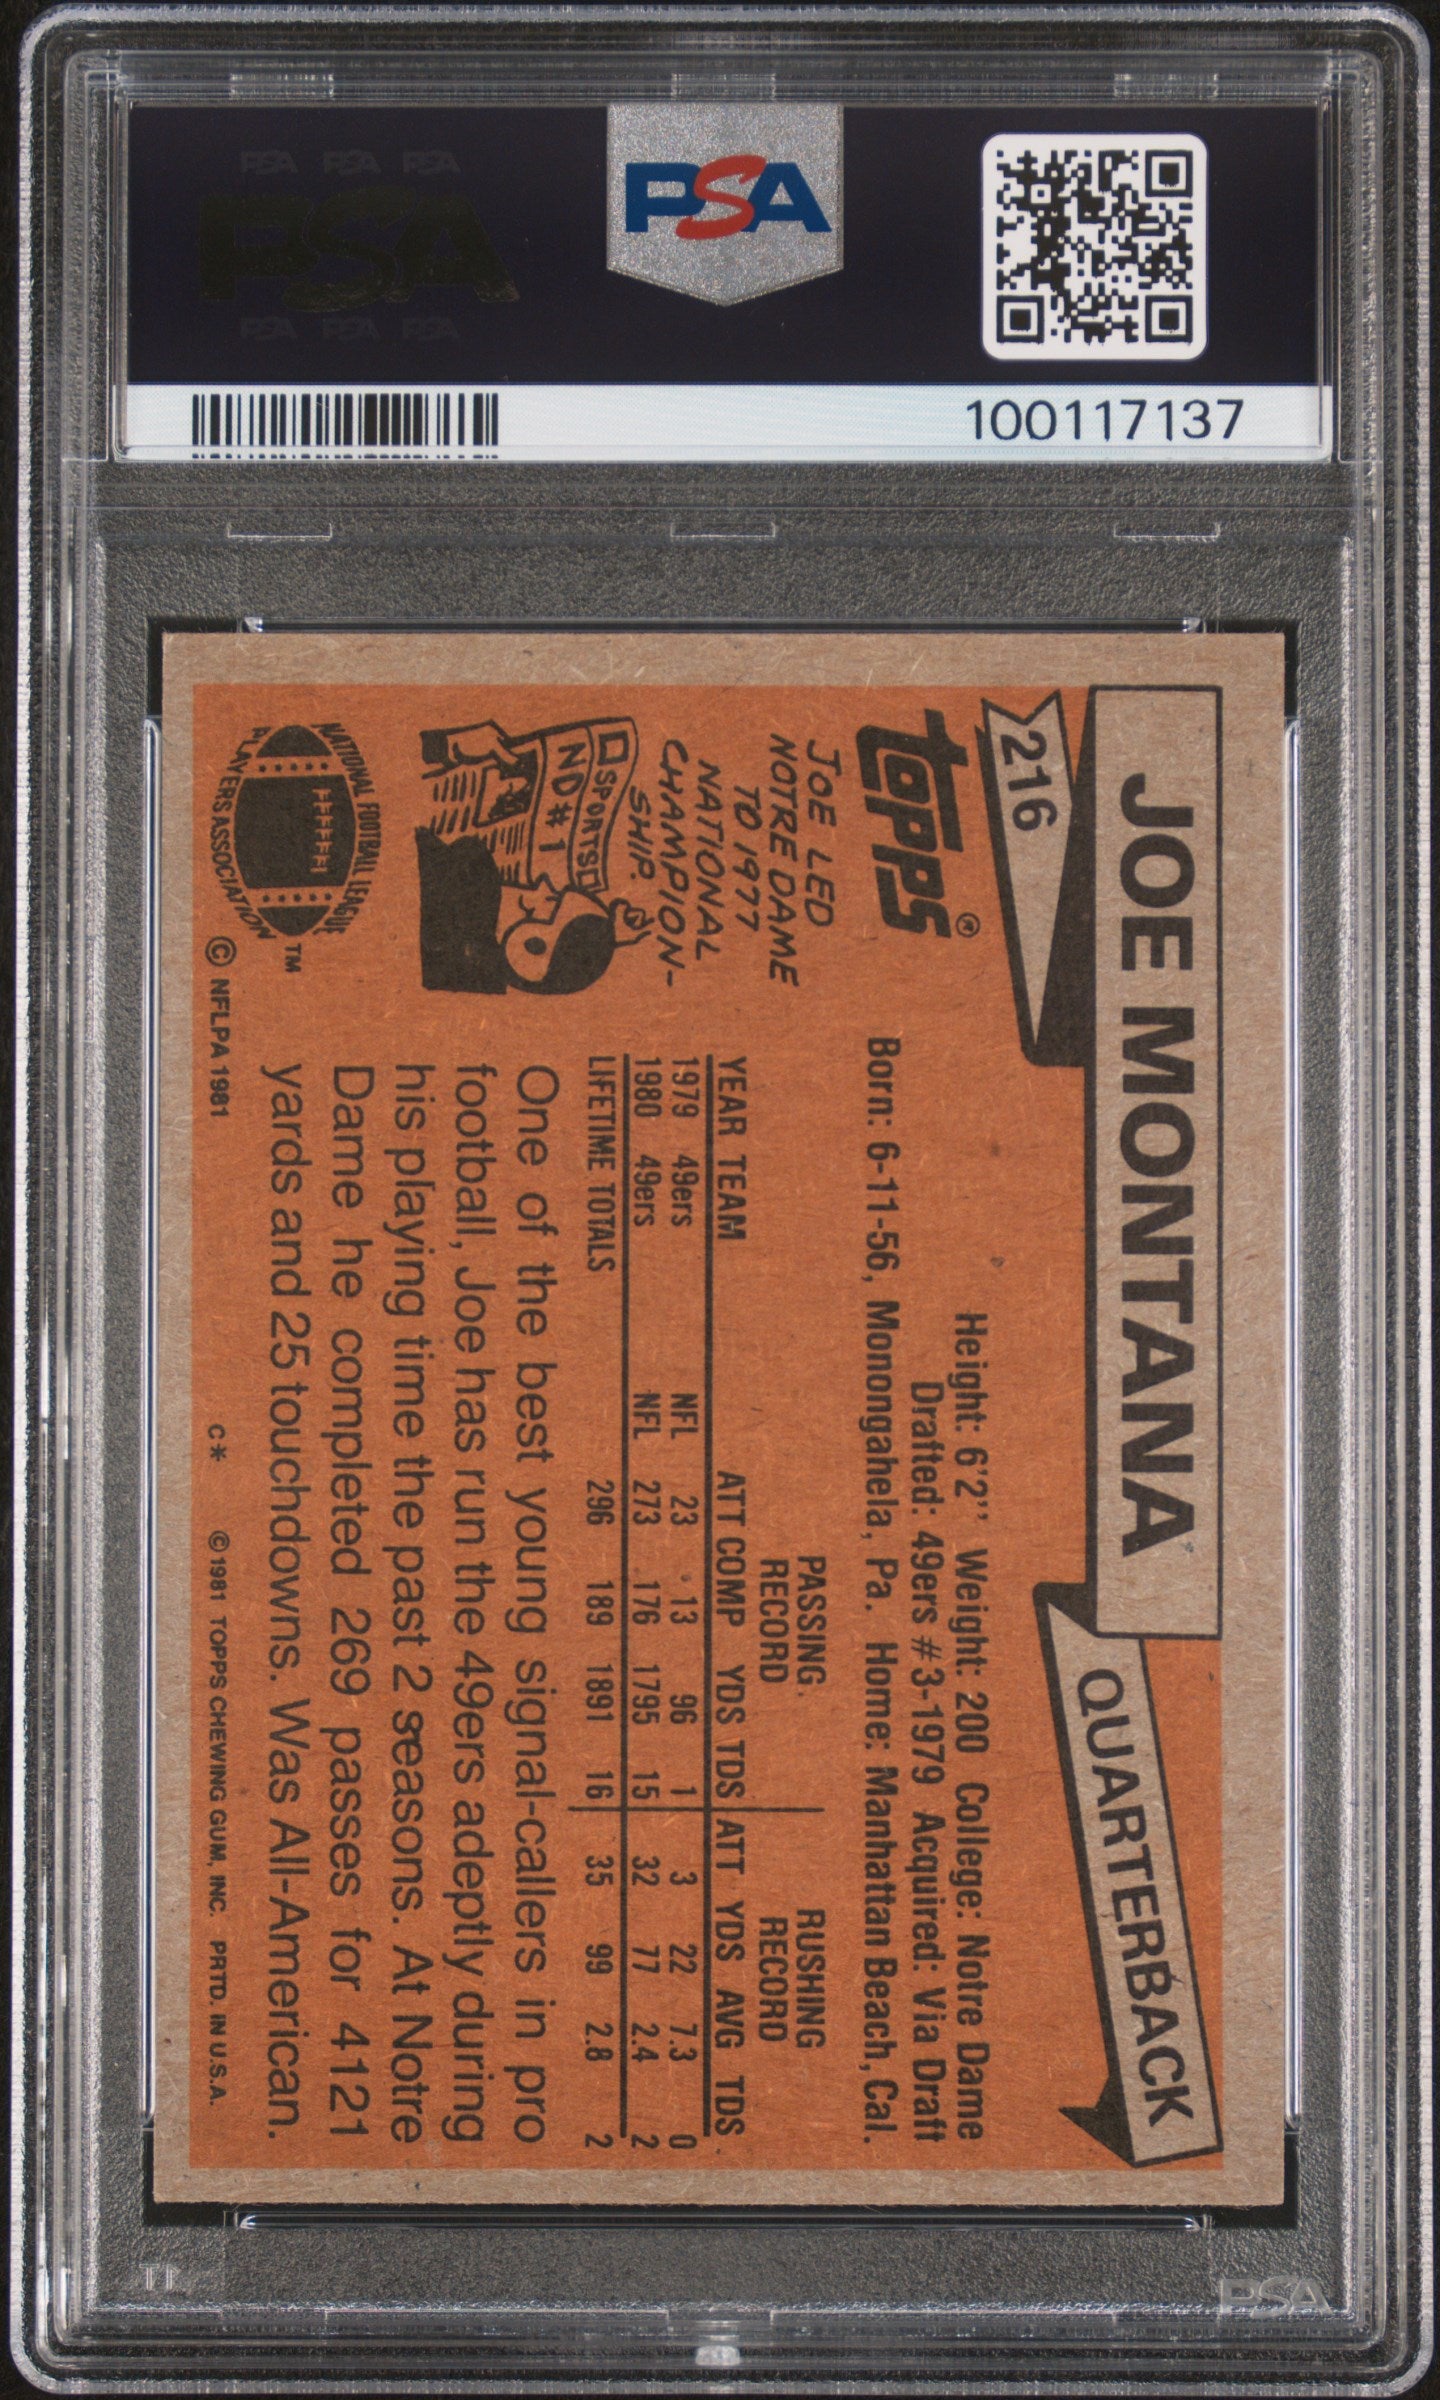 PSA PSA PSA
PSA
PSA PSA PSA
PSA
100117137
JOE MONTANA
QUARTERBACK
216
TOPPS®
Height: 6'2'' Weight: 200 College: Notre Dame
Drafted: 49ers #3-1979 Acquired: Via Draft
Born: 6-11-56, Monongahela, Pa. Home: Manhattan Beach, Cal.
JOE LED
NOTRE DAME
TO 1977
NATIONAL
CHAMPION-
SHIP.
SPORTS
ND #1
PASSING RUSHING
RECORD RECORD
YEAR TEAM ATT COMP YDS TDS ATT YDS AVG TDS
1979 49ers NFL 23 13 96 1 3 22 7.3 0
1980 49ers NFL 273 176 1795 15 32 77 2.4 2
LIFETIME TOTALS 296 189 1891 16 35 99 2.8 2
One of the best young signal-callers in pro
football, Joe has run the 49ers adeptly during
his playing time the past 2 seasons. At Notre
Dame he completed 269 passes for 4121
yards and 25 touchdowns. Was All-American.
NATIONAL FOOTBALL LEAGUE
PLAYERS ASSOCIATION
TM
© NFLPA 1981
C* © 1981 TOPPS CHEWING GUM, INC. PRTD. IN U.S.A.
PSA